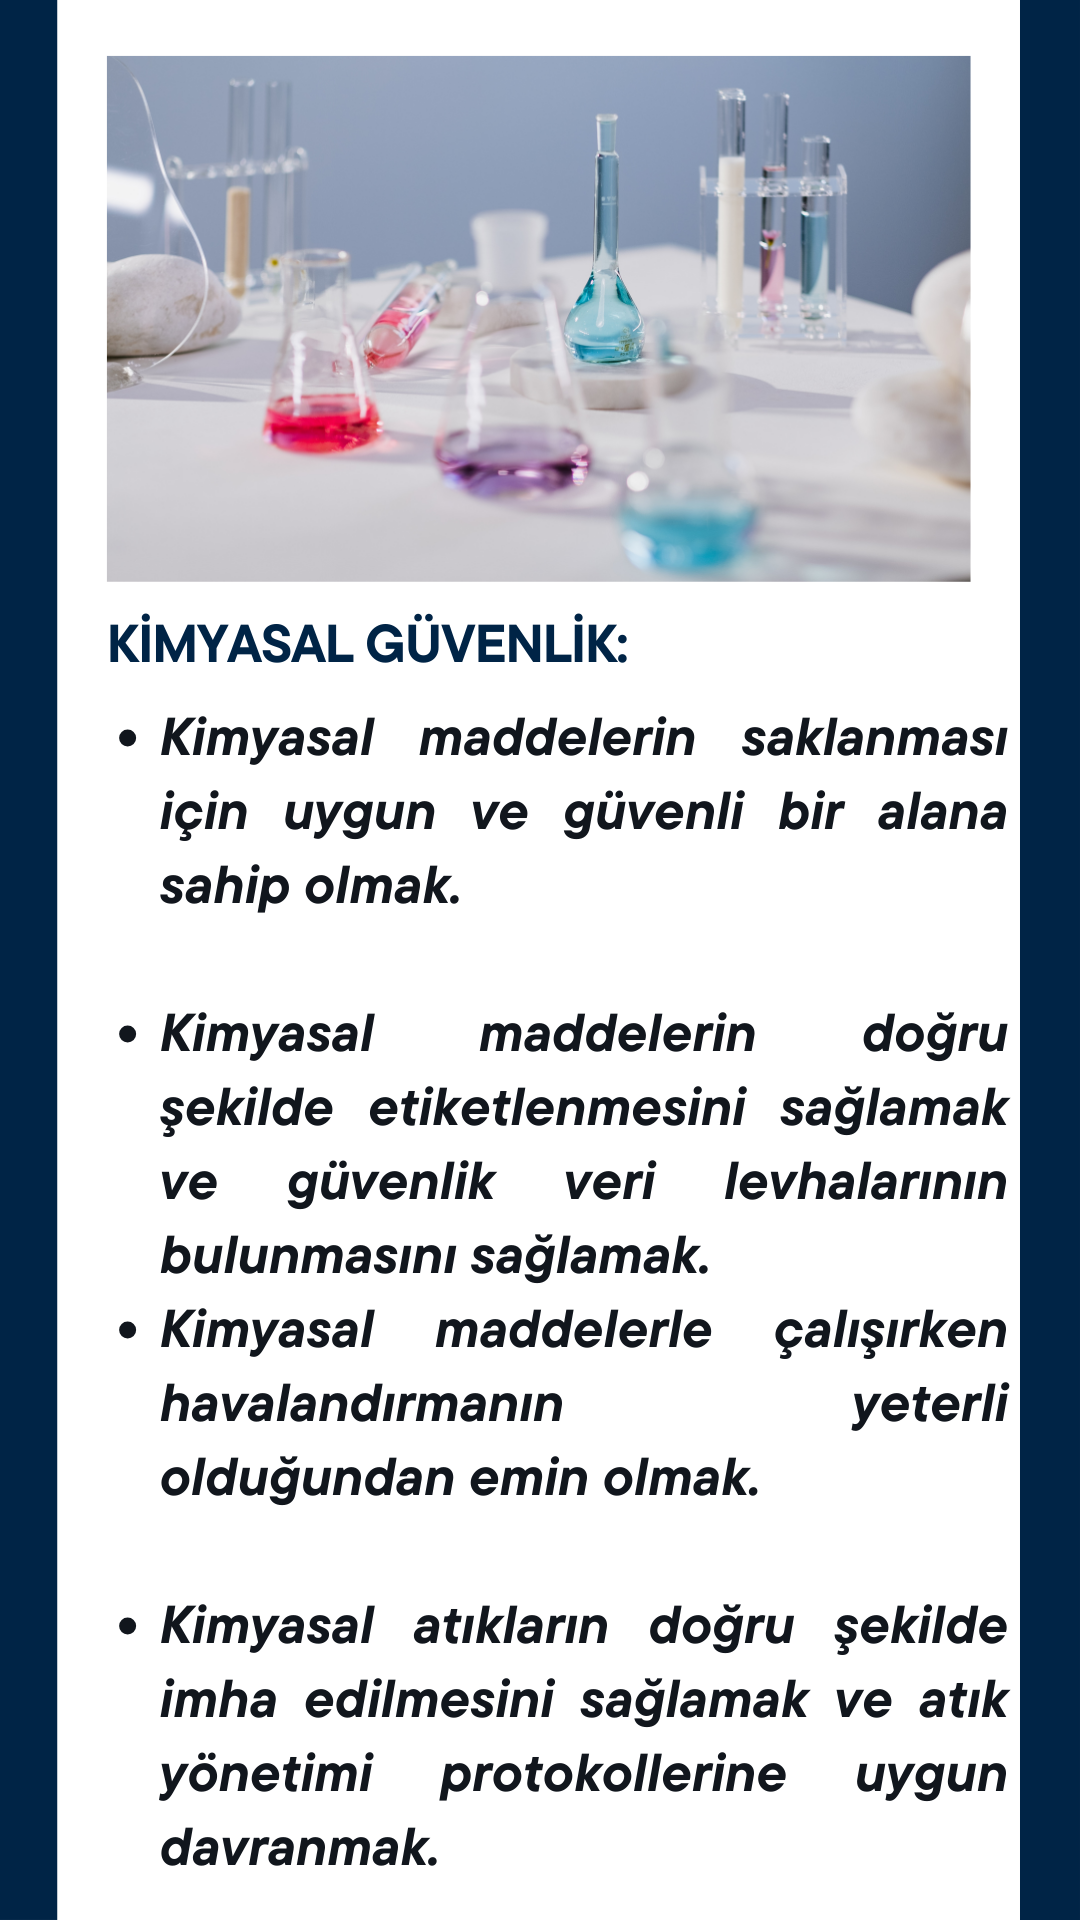 KİMYASAL GÜVENLİK:
• Kimyasal maddelerin saklanması
için uygun ve güvenli bir alana
sahip olmak.
• Kimyasal maddelerin doğru
şekilde etiketlenmesini sağlamak
ve güvenlik veri levhalarının
bulunmasını sağlamak.
• Kimyasal maddelerle çalışırken
havalandırmanın yeterli
olduğundan emin olmak.
• Kimyasal atıkların doğru şekilde
imha edilmesini sağlamak ve atık
yönetimi protokollerine uygun
davranmak.